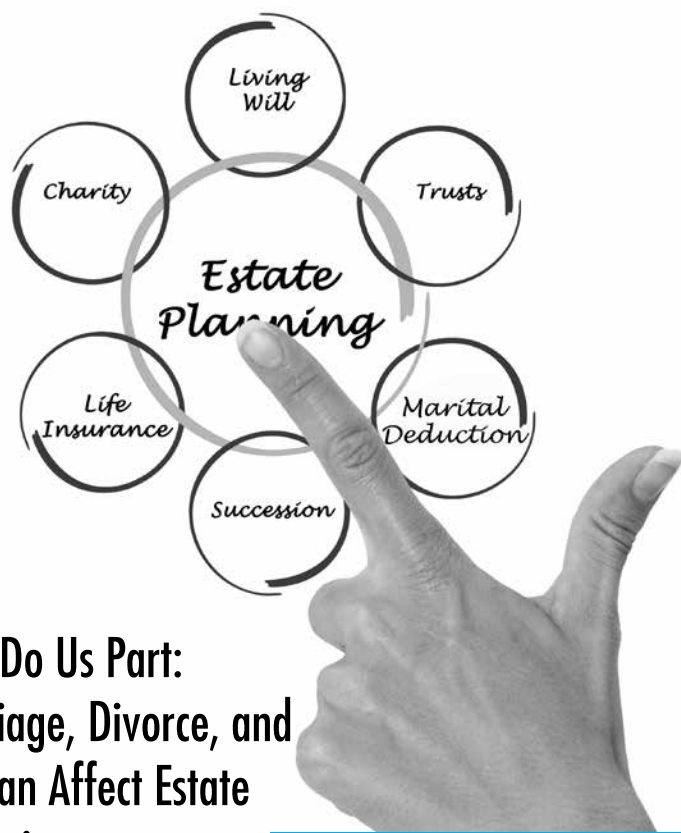 Living
Will
Charity
Trusts
Estate
Planning
Life
Insurance
Marital
Deduction
Succession
Do Us Part:
Divorce, and
Affect Estate